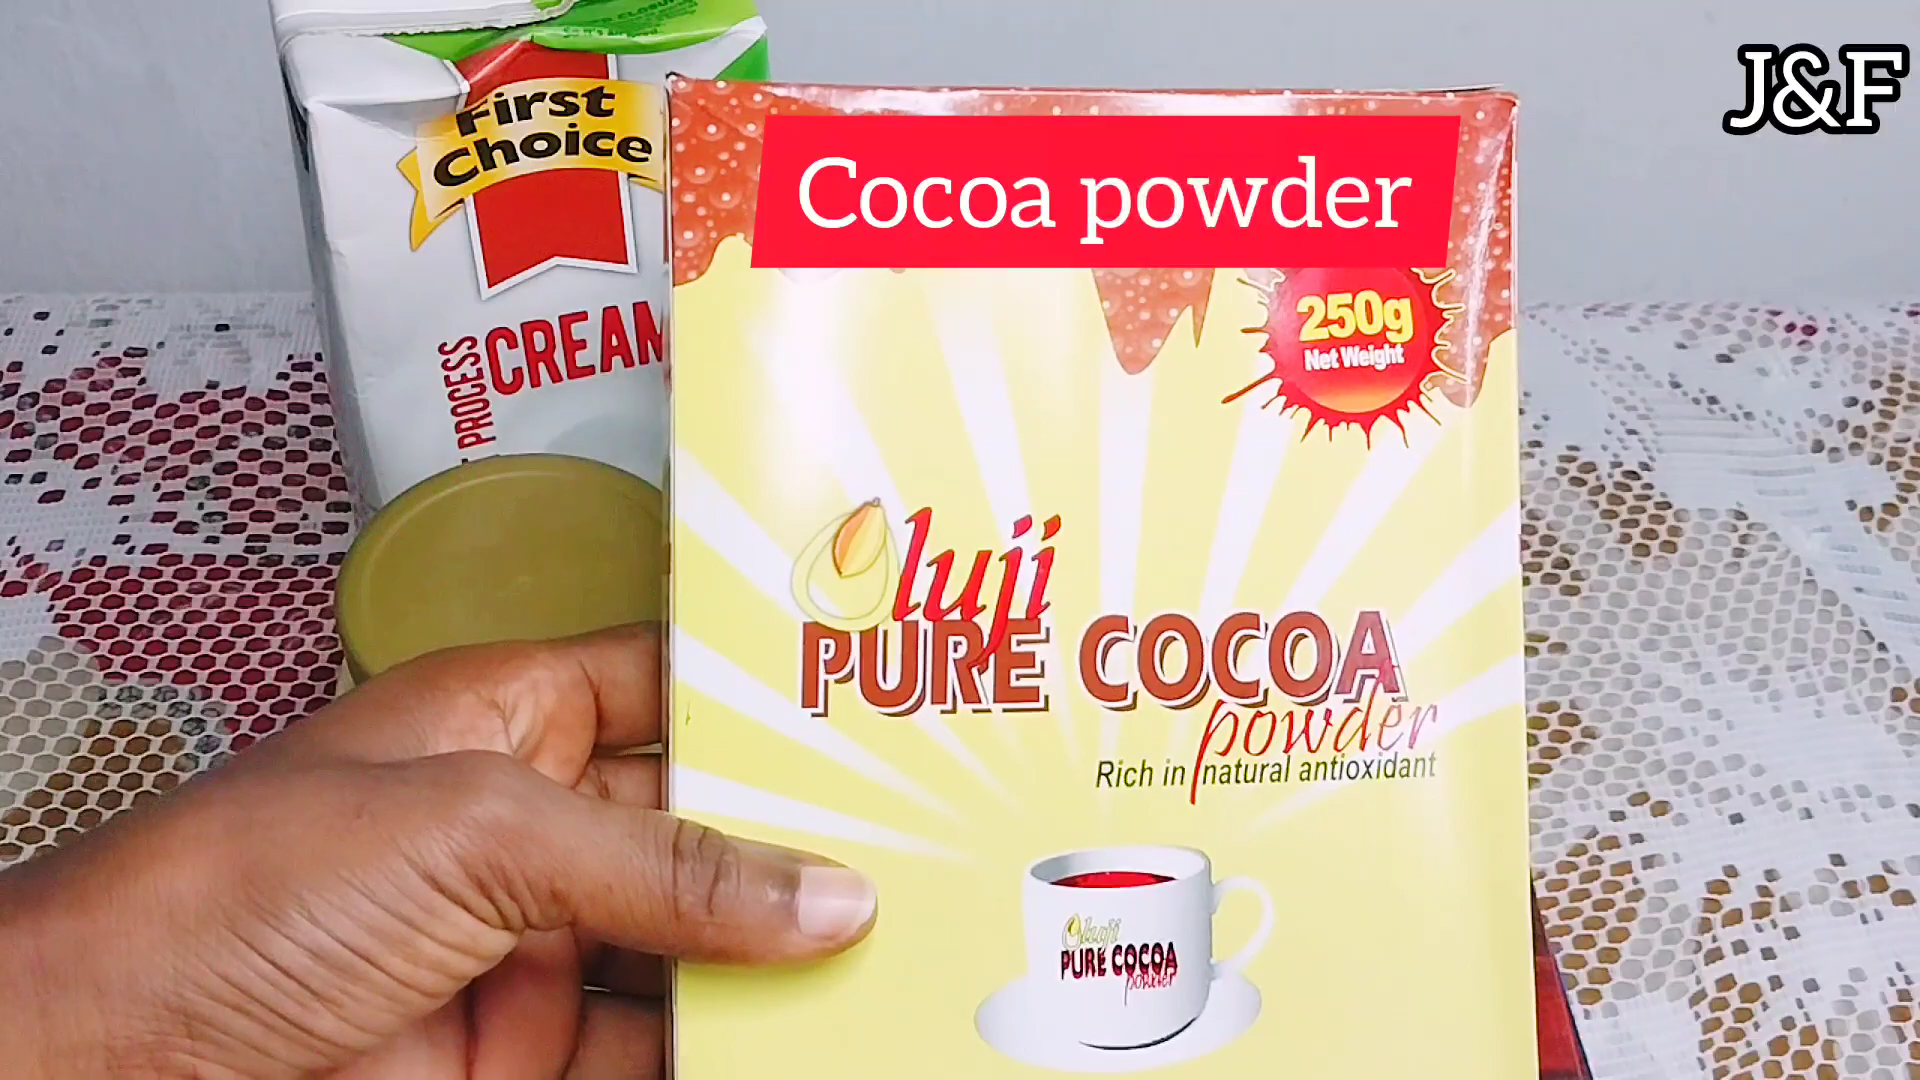 J&F
First
Choice
PROCESS
CREAM
Cocoa powder
250g
Net Weight
Oluji
PURE COCOA
powder
Rich in natural antioxidant
Oluji
PURE COCOA
powder